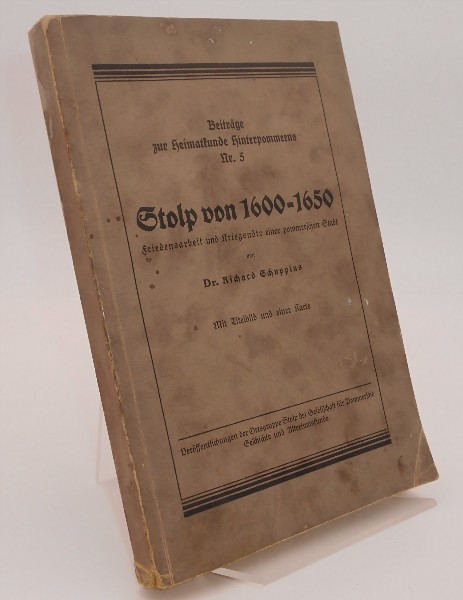 Beiträge
zur Heimatkunde Hinterpommerns
Nr. 5
Stolp von 1600-1650
Friedensarbeit und Kriegsnöte einer pommerschen Stadt
von
Dr. Richard Schuppius
Mit Titelbild und einer Karte
Veröffentlichungen der Ortsgruppe Stolp der Gesellschaft für Pommersche
Geschichte und Altertumskunde